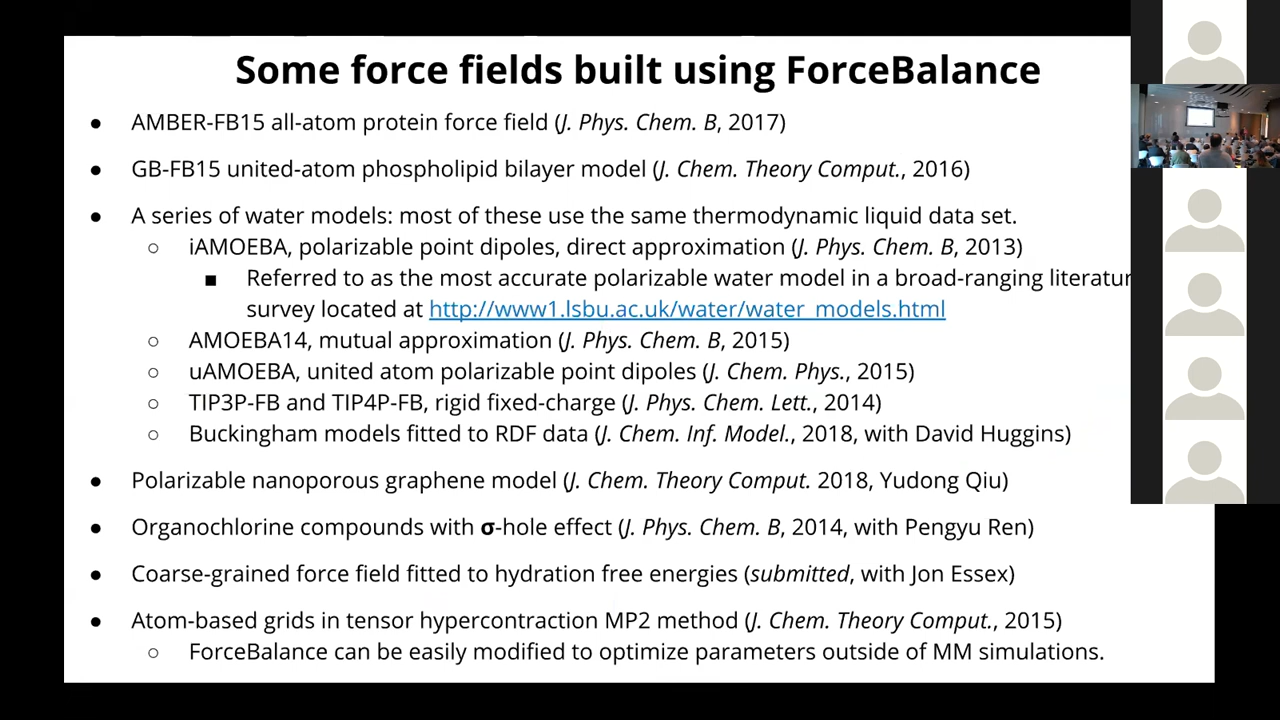 Some force fields built using ForceBalance
● AMBER-FB15 all-atom protein force field (J. Phys. Chem. B, 2017)
● GB-FB15 united-atom phospholipid bilayer model (J. Chem. Theory Comput., 2016)
● A series of water models: most of these use the same thermodynamic liquid data set.
○ iAMOEBA, polarizable point dipoles, direct approximation (J. Phys. Chem. B, 2013)
■ Referred to as the most accurate polarizable water model in a broad-ranging literatur
survey located at http://www1.lsbu.ac.uk/water/water_models.html
○ AMOEBA14, mutual approximation (J. Phys. Chem. B, 2015)
○ uAMOEBA, united atom polarizable point dipoles (J. Chem. Phys., 2015)
○ TIP3P-FB and TIP4P-FB, rigid fixed-charge (J. Phys. Chem. Lett., 2014)
○ Buckingham models fitted to RDF data (J. Chem. Inf. Model., 2018, with David Huggins)
● Polarizable nanoporous graphene model (J. Chem. Theory Comput. 2018, Yudong Qiu)
● Organochlorine compounds with σ-hole effect (J. Phys. Chem. B, 2014, with Pengyu Ren)
● Coarse-grained force field fitted to hydration free energies (submitted, with Jon Essex)
● Atom-based grids in tensor hypercontraction MP2 method (J. Chem. Theory Comput., 2015)
○ ForceBalance can be easily modified to optimize parameters outside of MM simulations.